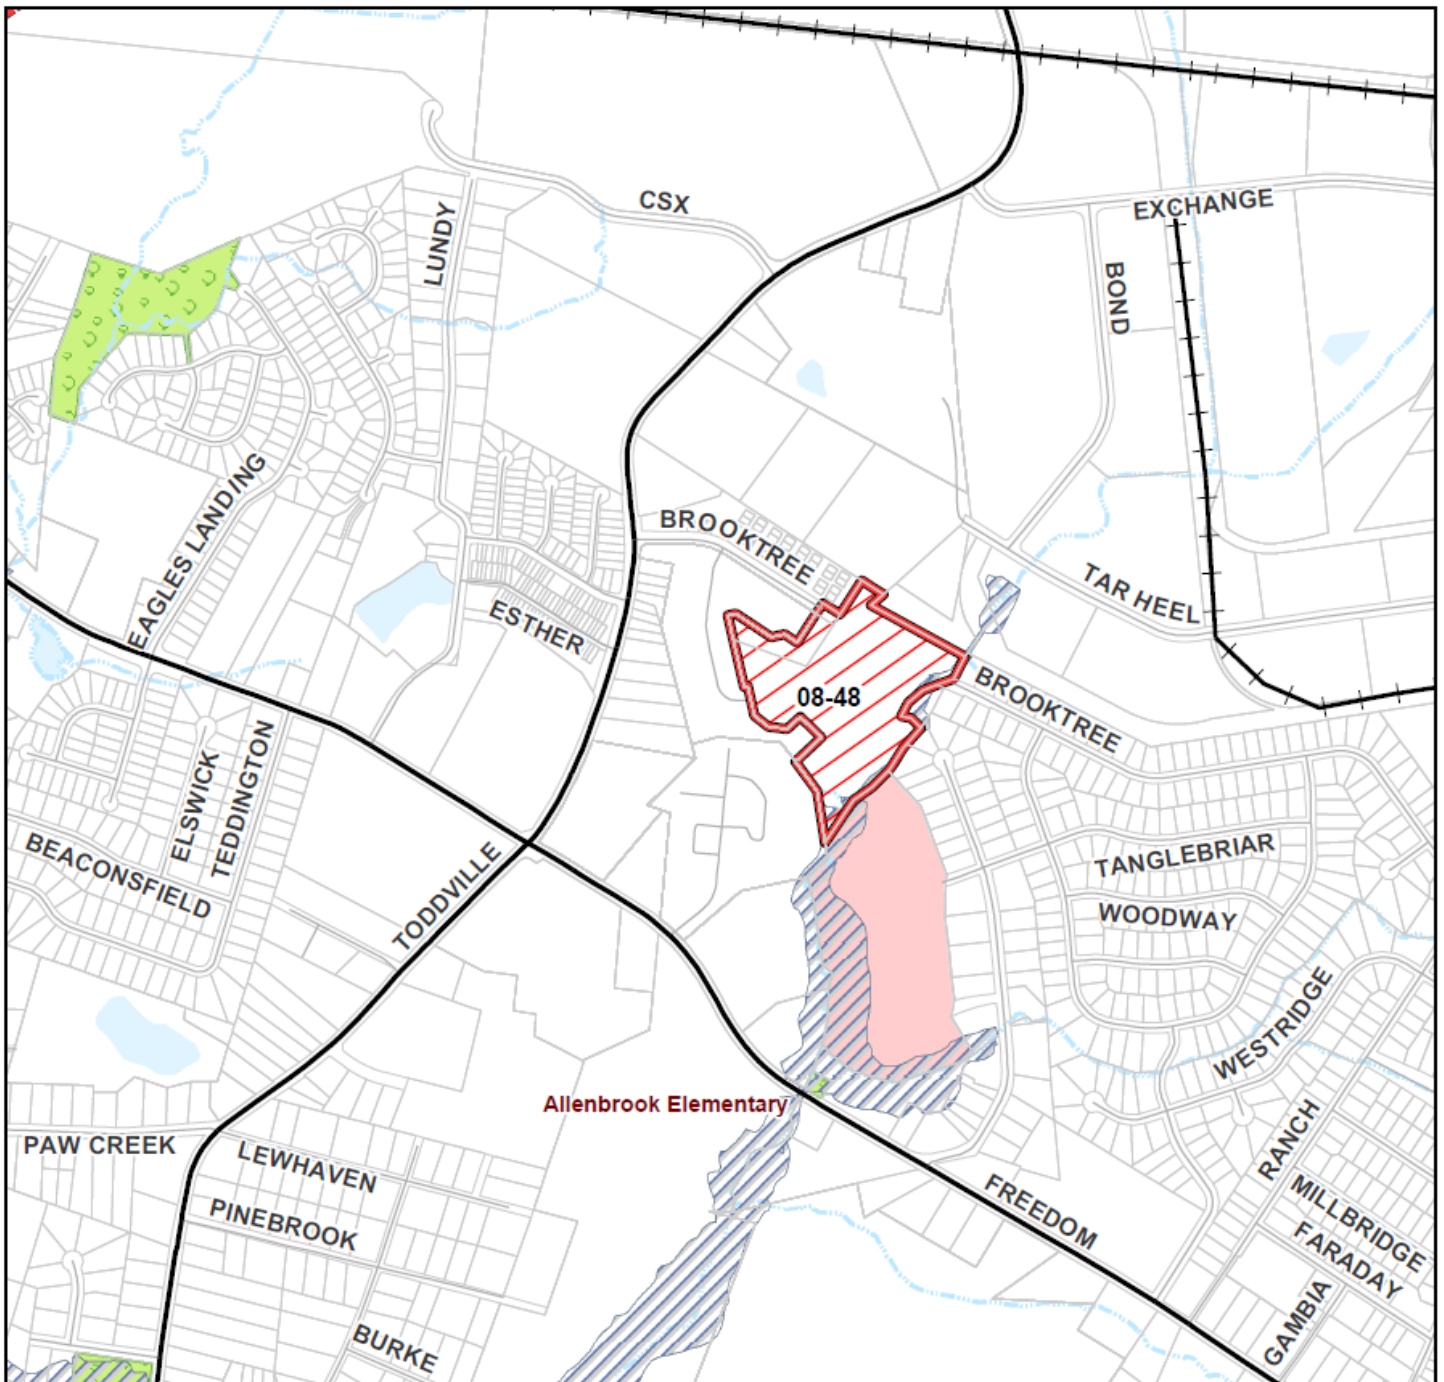 CSX
EXCHANGE
LUNDY
BOND
EAGLES LANDING
BROOKTREE
TAR HEEL
ESTHER
08-48
BROOKTREE
ELSWICK
TEDDINGTON
BEACONSFIELD
TODDVILLE
TANGLEBRIAR
WOODWAY
WESTRIDGE
Allenbrook Elementary
PAW CREEK
LEWHAVEN
RANCH
FREEDOM
MILLBRIDGE
PINEBROOK
FARADAY
GAMBIA
BURKE